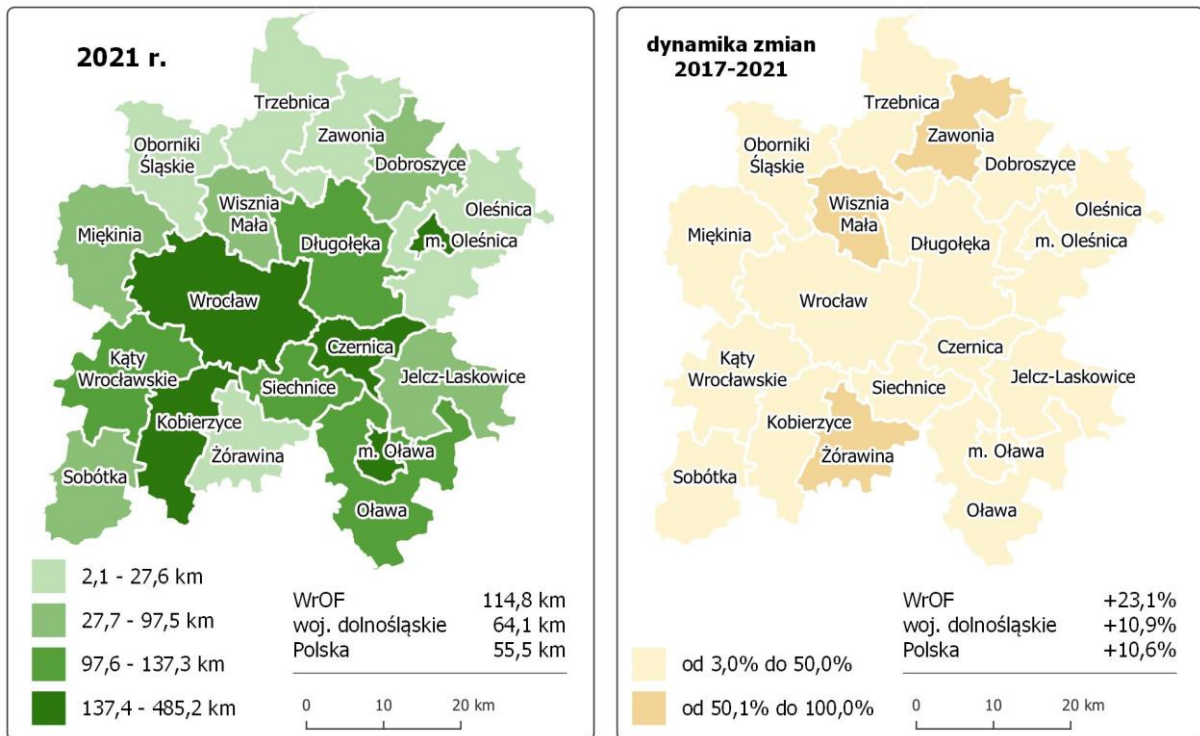 2021 r.
Trzebnica
Zawonia
Oborniki
Śląskie
Dobroszyce
Wisznia
Mała
Oleśnica
m. Oleśnica
Miękinia
Długołęka
Wrocław
Czernica
Kąty
Wrocławskie
Siechnice
Jelcz-Laskowice
Kobierzyce
Żórawina
m. Oława
Sobótka
Oława
2,1 - 27,6 km
27,7 - 97,5 km
97,6 - 137,3 km
137,4 - 485,2 km
WrOF 114,8 km
woj. dolnośląskie 64,1 km
Polska 55,5 km
0 10 20 km
dynamika zmian
2017-2021
Trzebnica
Zawonia
Oborniki
Śląskie
Dobroszyce
Wisznia
Mała
Oleśnica
m. Oleśnica
Miękinia
Długołęka
Wrocław
Czernica
Kąty
Wrocławskie
Siechnice
Jelcz-Laskowice
Kobierzyce
Żórawina
m. Oława
Sobótka
Oława
od 3,0% do 50,0%
od 50,1% do 100,0%
WrOF +23,1%
woj. dolnośląskie +10,9%
Polska +10,6%
0 10 20 km